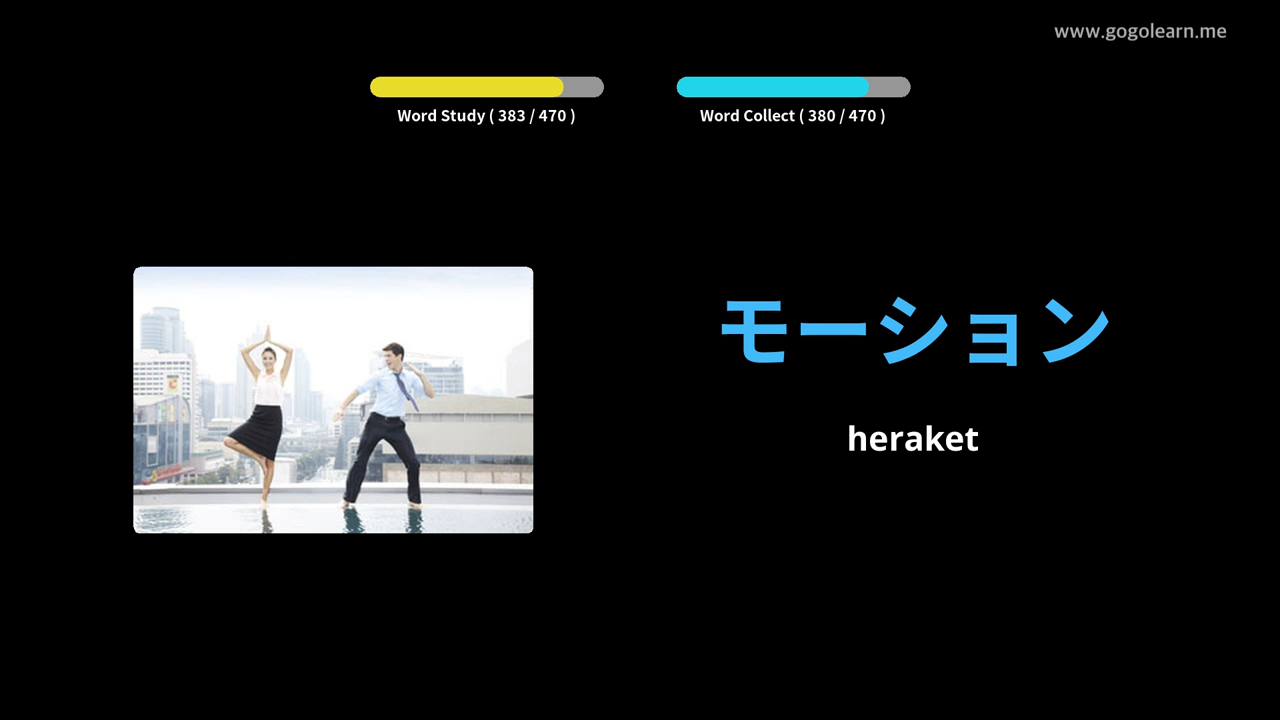 www.gogolearn.me
Word Study ( 383 / 470 )
Word Collect ( 380 / 470 )
モーション
heraket